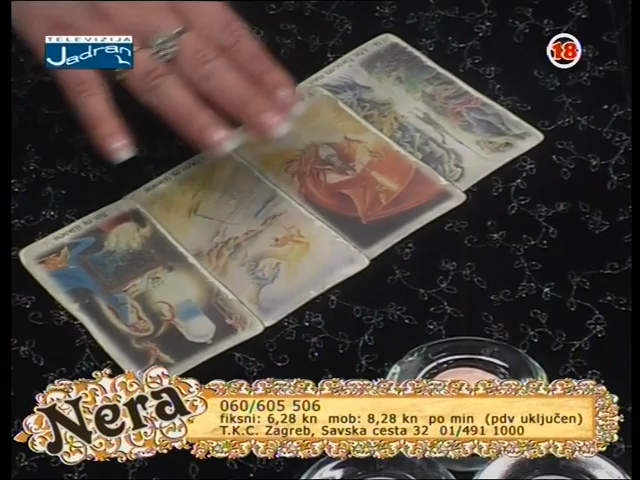 TELEVIZIJA
Jadran
18
Nera
060/605 506
fiksni: 6,28 kn mob: 8,28 kn po min (pdv uključen)
T.K.C. Zagreb, Savska cesta 32 01/491 1000